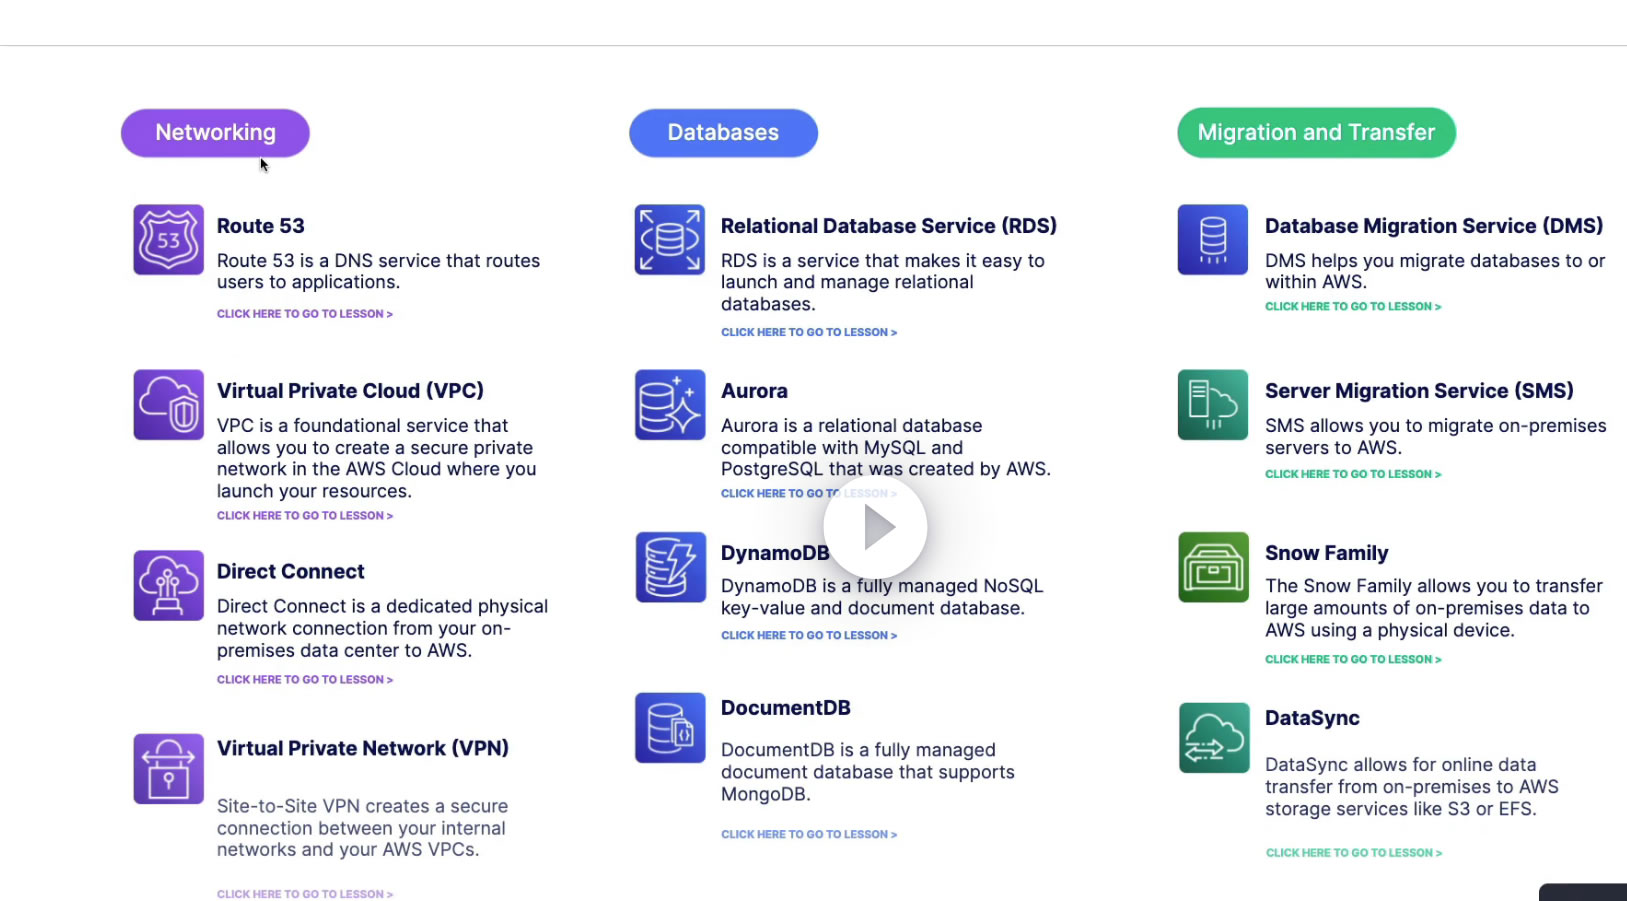 Networking
53
Route 53
Route 53 is a DNS service that routes
users to applications.
CLICK HERE TO GO TO LESSON >
Virtual Private Cloud (VPC)
VPC is a foundational service that
allows you to create a secure private
network in the AWS Cloud where you
launch your resources.
CLICK HERE TO GO TO LESSON >
Direct Connect
Direct Connect is a dedicated physical
network connection from your on-
premises data center to AWS.
CLICK HERE TO GO TO LESSON >
Virtual Private Network (VPN)
Site-to-Site VPN creates a secure
connection between your internal
networks and your AWS VPCs.
CLICK HERE TO GO TO LESSON >
Databases
Relational Database Service (RDS)
RDS is a service that makes it easy to
launch and manage relational
databases.
CLICK HERE TO GO TO LESSON >
Aurora
Aurora is a relational database
compatible with MySQL and
PostgreSQL that was created by AWS.
CLICK HERE TO GO TO LESSON >
DynamoDB
DynamoDB is a fully managed NoSQL
key-value and document database.
CLICK HERE TO GO TO LESSON >
DocumentDB
DocumentDB is a fully managed
document database that supports
MongoDB.
CLICK HERE TO GO TO LESSON >
Migration and Transfer
Database Migration Service (DMS)
DMS helps you migrate databases to or
within AWS.
CLICK HERE TO GO TO LESSON >
Server Migration Service (SMS)
SMS allows you to migrate on-premises
servers to AWS.
CLICK HERE TO GO TO LESSON >
Snow Family
The Snow Family allows you to transfer
large amounts of on-premises data to
AWS using a physical device.
CLICK HERE TO GO TO LESSON >
DataSync
DataSync allows for online data
transfer from on-premises to AWS
storage services like S3 or EFS.
CLICK HERE TO GO TO LESSON >